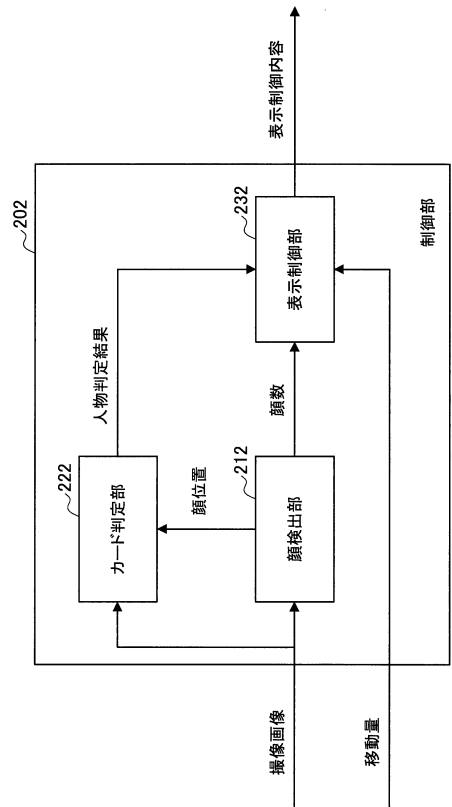 202
撮像画像
移動量
222
カード判定部
顔位置
212
顔検出部
人物判定結果
顔数
232
表示制御部
制御部
表示制御内容